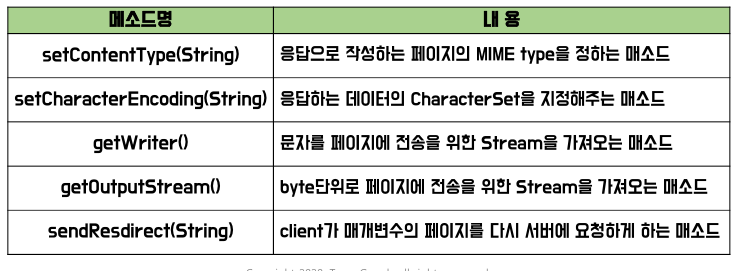 메소드명 내 용
setContentType(String) 응답으로 작성하는 페이지의 MIME type을 정하는 매소드
setCharacterEncoding(String) 응답하는 데이터의 CharacterSet을 지정해주는 매소드
getWriter() 문자를 페이지에 전송을 위한 Stream을 가져오는 매소드
getOutputStream() byte단위로 페이지에 전송을 위한 Stream을 가져오는 매소드
sendResdirect(String) client가 매개변수의 페이지를 다시 서버에 요청하게 하는 매소드